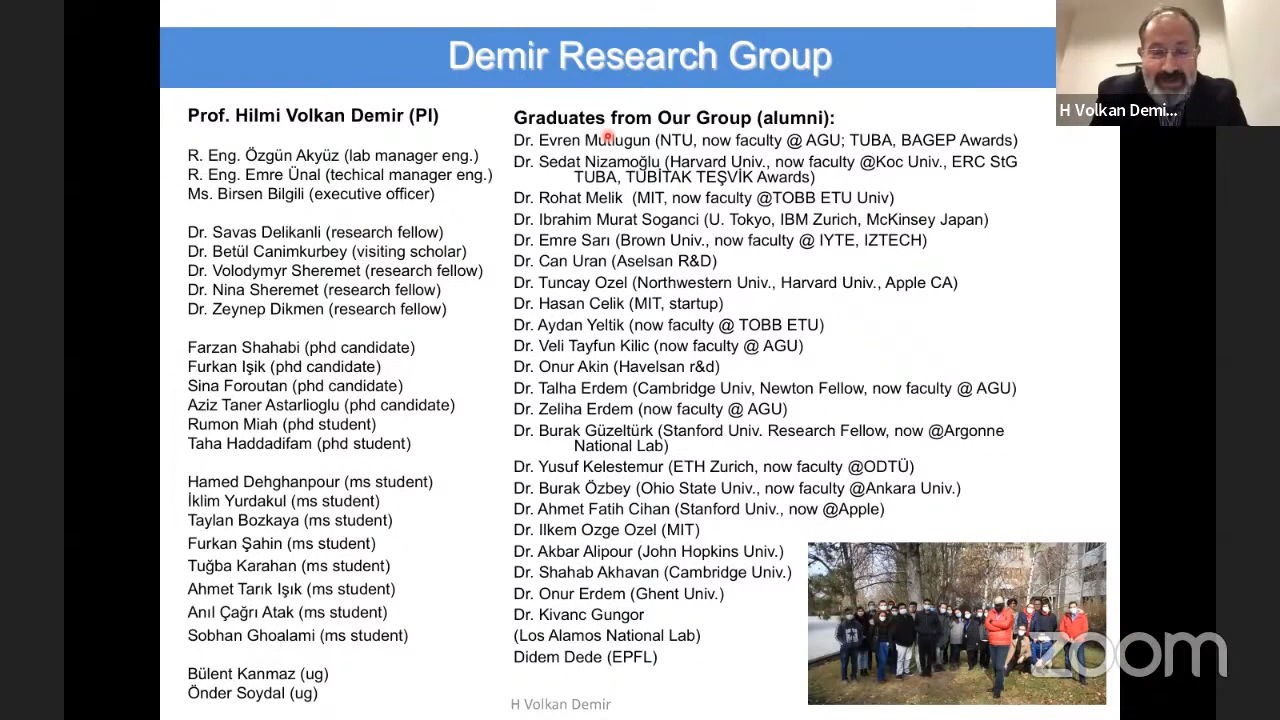 Demir Research Group
H Volkan Demi...
Prof. Hilmi Volkan Demir (PI)
R. Eng. Özgün Akyüz (lab manager eng.)
R. Eng. Emre Ünal (techical manager eng.)
Ms. Birsen Bilgili (executive officer)
Dr. Savas Delikanli (research fellow)
Dr. Betül Canimkurbey (visiting scholar)
Dr. Volodymyr Sheremet (research fellow)
Dr. Nina Sheremet (research fellow)
Dr. Zeynep Dikmen (research fellow)
Farzan Shahabi (phd candidate)
Furkan Işik (phd candidate)
Sina Foroutan (phd candidate)
Aziz Taner Astarlioglu (phd candidate)
Rumon Miah (phd student)
Taha Haddadifam (phd student)
Hamed Dehghanpour (ms student)
İklim Yurdakul (ms student)
Taylan Bozkaya (ms student)
Furkan Şahin (ms student)
Tuğba Karahan (ms student)
Ahmet Tarık Işık (ms student)
Anıl Çağrı Atak (ms student)
Sobhan Ghoalami (ms student)
Bülent Kanmaz (ug)
Önder Soydal (ug)
Graduates from Our Group (alumni):
Dr. Evren Mutlugun (NTU, now faculty @ AGU; TUBA, BAGEP Awards)
Dr. Sedat Nizamoğlu (Harvard Univ., now faculty @Koc Univ., ERC StG
TUBA, TÜBİTAK TEŞVİK Awards)
Dr. Rohat Melik (MIT, now faculty @TOBB ETU Univ)
Dr. Ibrahim Murat Soganci (U. Tokyo, IBM Zurich, McKinsey Japan)
Dr. Emre Sarı (Brown Univ., now faculty @ IYTE, IZTECH)
Dr. Can Uran (Aselsan R&D)
Dr. Tuncay Ozel (Northwestern Univ., Harvard Univ., Apple CA)
Dr. Hasan Celik (MIT, startup)
Dr. Aydan Yeltik (now faculty @ TOBB ETU)
Dr. Veli Tayfun Kilic (now faculty @ AGU)
Dr. Onur Akin (Havelsan r&d)
Dr. Talha Erdem (Cambridge Univ, Newton Fellow, now faculty @ AGU)
Dr. Zeliha Erdem (now faculty @ AGU)
Dr. Burak Güzeltürk (Stanford Univ. Research Fellow, now @Argonne
National Lab)
Dr. Yusuf Kelestemur (ETH Zurich, now faculty @ODTÜ)
Dr. Burak Özbey (Ohio State Univ., now faculty @Ankara Univ.)
Dr. Ahmet Fatih Cihan (Stanford Univ., now @Apple)
Dr. Ilkem Ozge Ozel (MIT)
Dr. Akbar Alipour (John Hopkins Univ.)
Dr. Shahab Akhavan (Cambridge Univ.)
Dr. Onur Erdem (Ghent Univ.)
Dr. Kivanc Gungor
(Los Alamos National Lab)
Didem Dede (EPFL)
H Volkan Demir
zoom